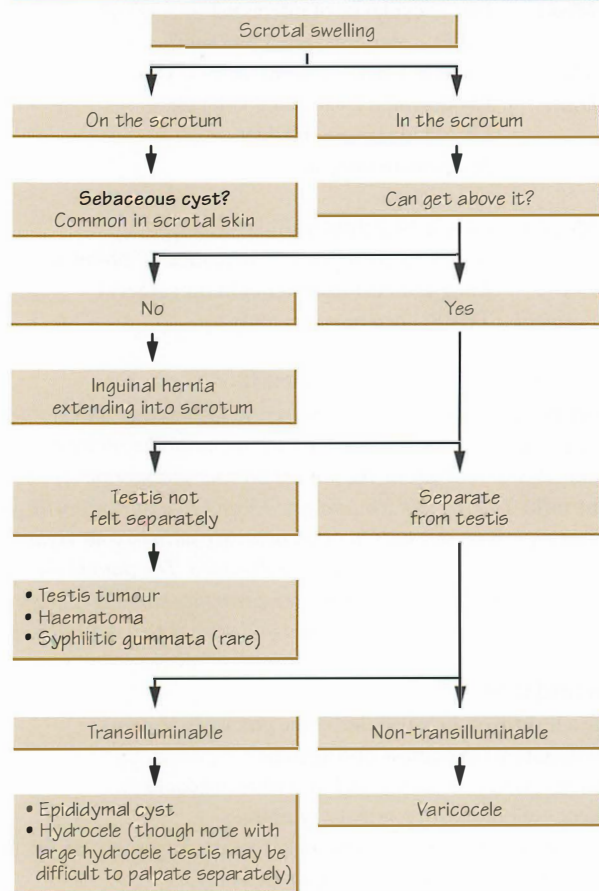 Scrotal swelling
On the scrotum
In the scrotum
Sebaceous cyst?
Common in scrotal skin
Can get above it?
No
Yes
Inguinal hernia
extending into scrotum
Testis not
felt separately
Separate
from testis
• Testis tumour
• Haematoma
• Syphilitic gummata (rare)
Transilluminable
Non-transilluminable
• Epididymal cyst
• Hydrocele (though note with
large hydrocele testis may be
difficult to palpate separately)
Varicocele